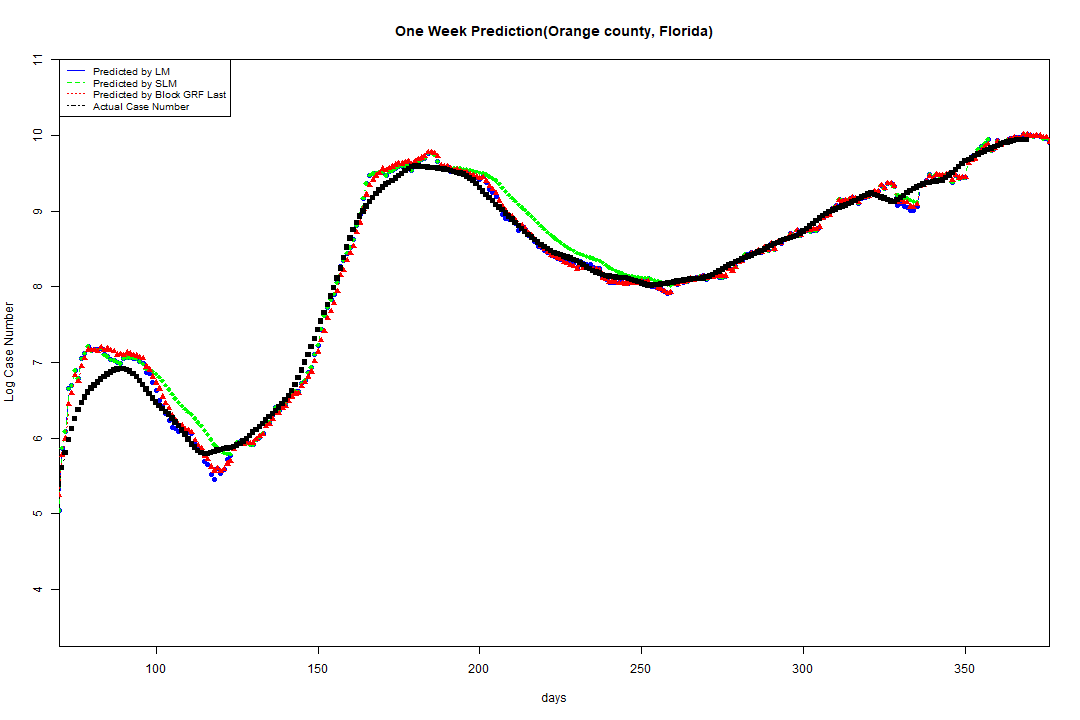 One Week Prediction(Orange county, Florida)
Predicted by LM
Predicted by SLM
Predicted by Block GRF Last
Actual Case Number
11
10
9
8
7
6
5
4
Log Case Number
100 150 200 250 300 350
days